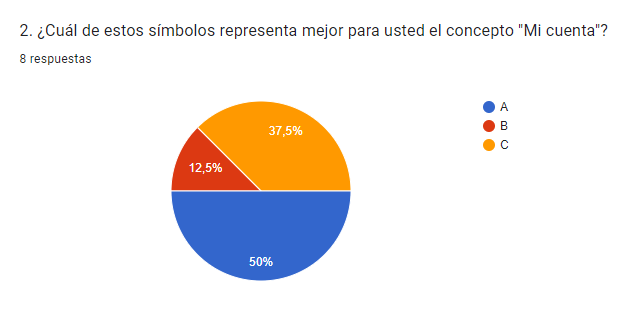 2. ¿Cuál de estos símbolos representa mejor para usted el concepto "Mi cuenta"?
8 respuestas
A
B
C
37,5%
12,5%
50%